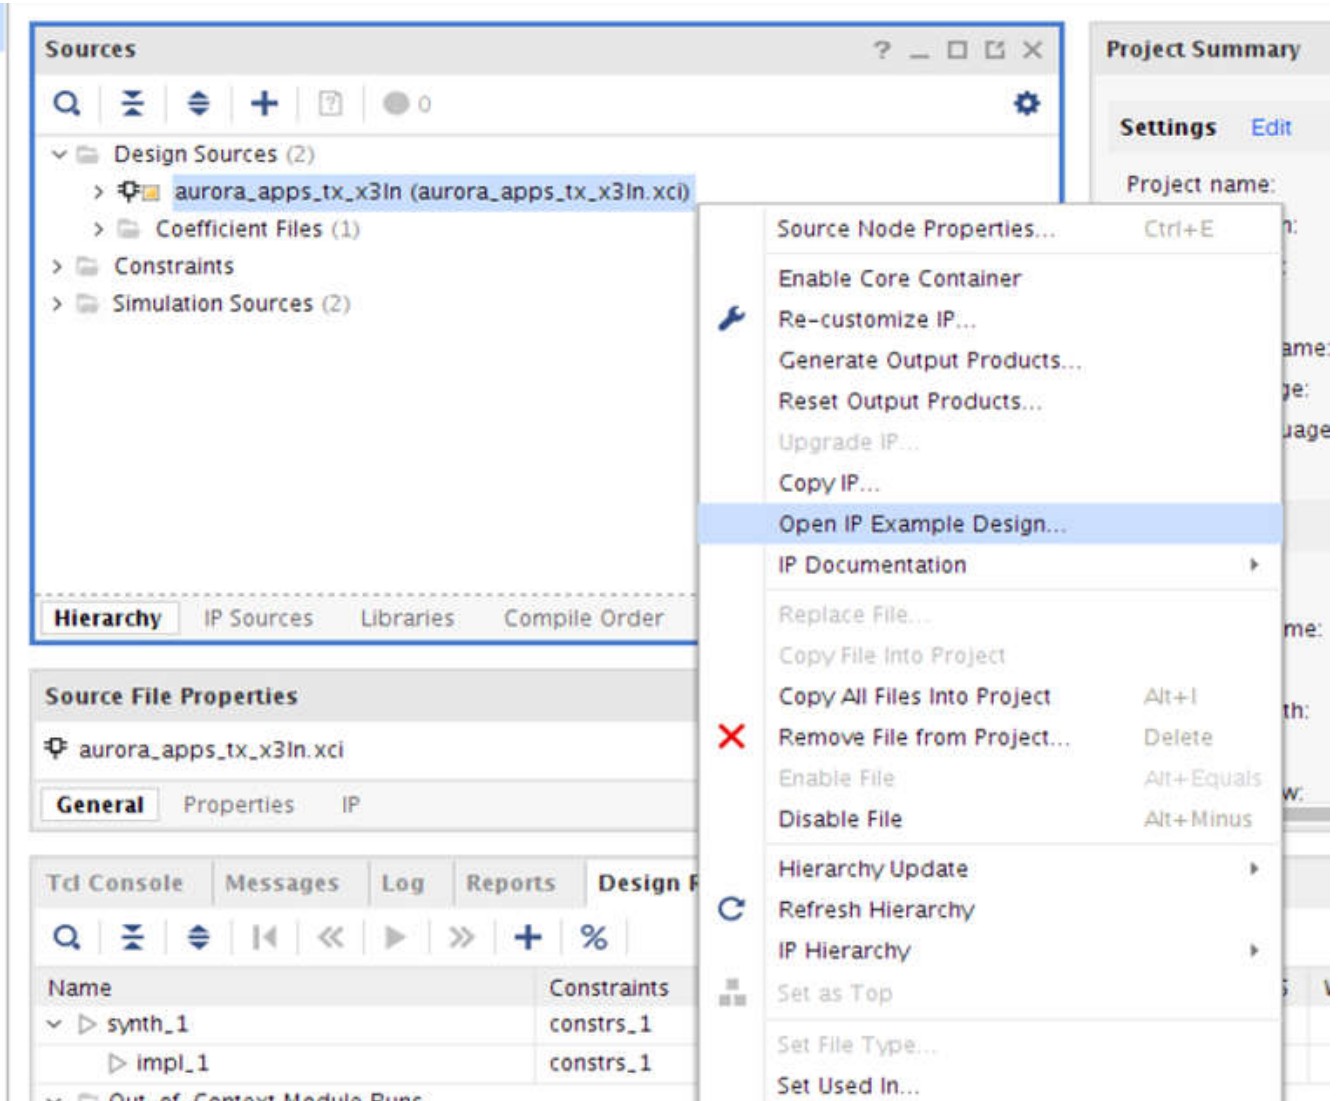 Sources
0
Design Sources (2)
aurora_apps_tx_x3ln (aurora_apps_tx_x3ln.xci)
Coefficient Files (1)
Constraints
Simulation Sources (2)
Hierarchy IP Sources Libraries Compile Order
Source File Properties
aurora_apps_tx_x3ln.xci
General Properties IP
Tcl Console Messages Log Reports Design
Name Constraints
synth_1 constrs_1
impl_1 constrs_1
Out-of-Context Module Runs
Source Node Properties... Ctrl+E
Enable Core Container
Re-customize IP...
Generate Output Products...
Reset Output Products...
Upgrade IP...
Copy IP...
Open IP Example Design...
IP Documentation
Replace File...
Copy File Into Project
Copy All Files Into Project Alt+I
Remove File from Project... Delete
Enable File Alt+Equals
Disable File Alt+Minus
Hierarchy Update
Refresh Hierarchy
IP Hierarchy
Set as Top
Set File Type...
Set Used In...
Project Summary
Settings Edit
Project name: